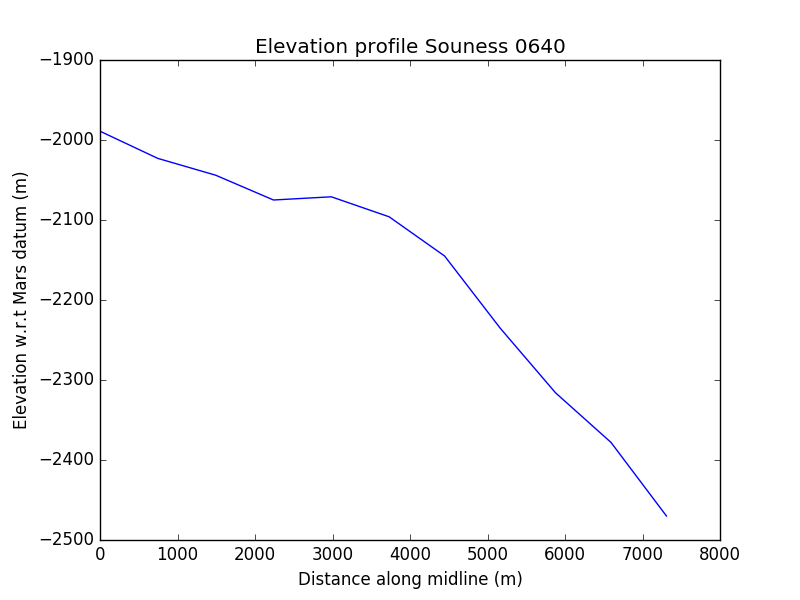 Elevation profile Souness 0640
−1900
−2000
−2100
−2200
−2300
−2400
−2500
Elevation w.r.t Mars datum (m)
0 1000 2000 3000 4000 5000 6000 7000 8000
Distance along midline (m)